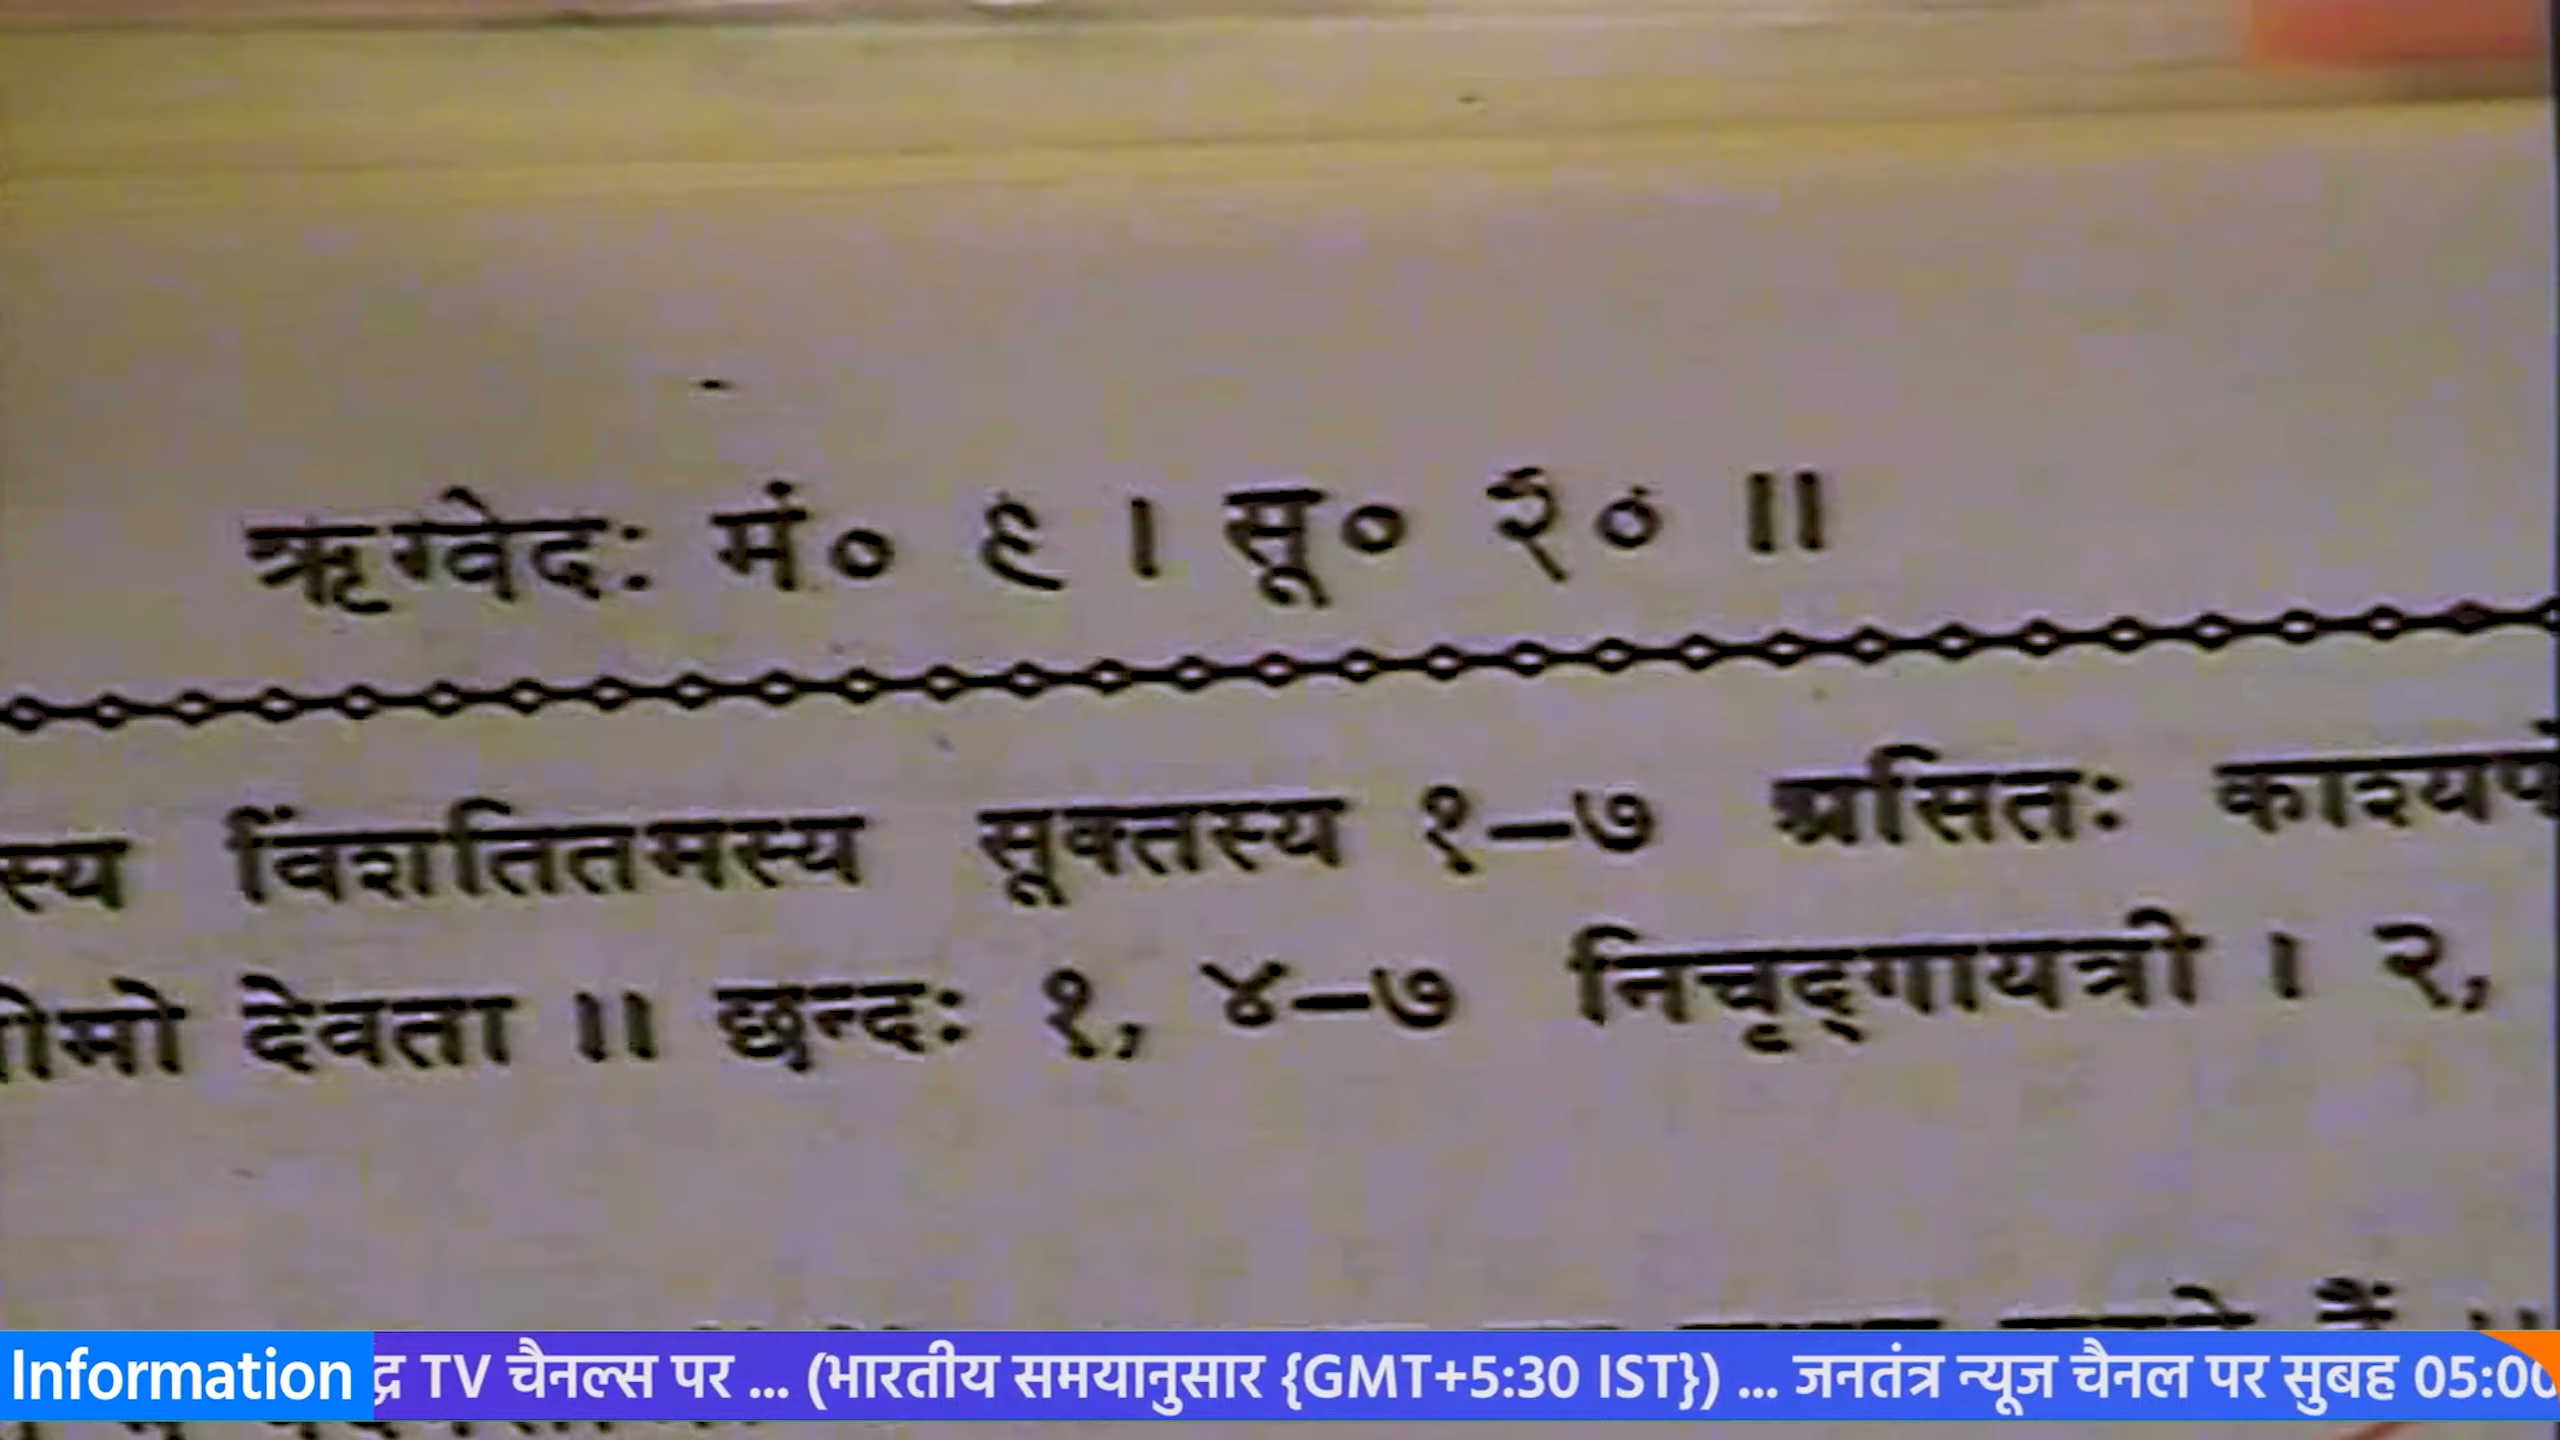 ऋग्वेदः मं० ९ । सू० २० ॥
स्य विंशतितमस्य सूक्तस्य १–७ प्रसितः काश्यपो
ोमो देवता ॥ छन्दः १, ४–७ निचृद्गायत्री । २,
Information
द्ध TV चैनल्स पर ... (भारतीय समयानुसार {GMT+5:30 IST}) ... जनतंत्र न्यूज चैनल पर सुबह 05:00